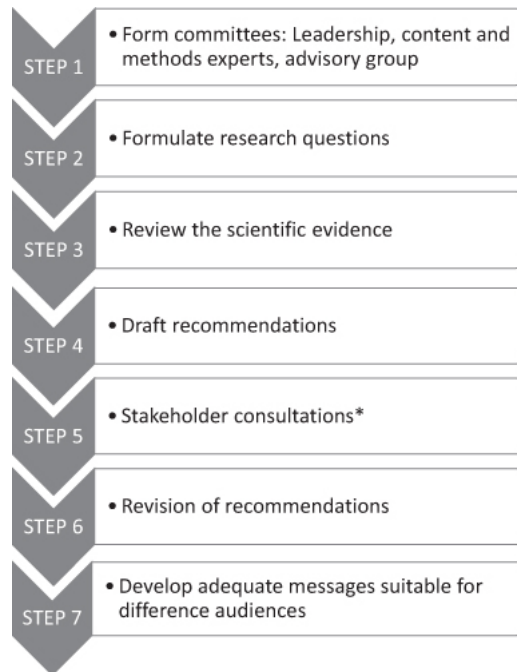 STEP 1
• Form committees: Leadership, content and
methods experts, advisory group
STEP 2
• Formulate research questions
STEP 3
• Review the scientific evidence
STEP 4
• Draft recommendations
STEP 5
• Stakeholder consultations*
STEP 6
• Revision of recommendations
STEP 7
• Develop adequate messages suitable for
difference audiences